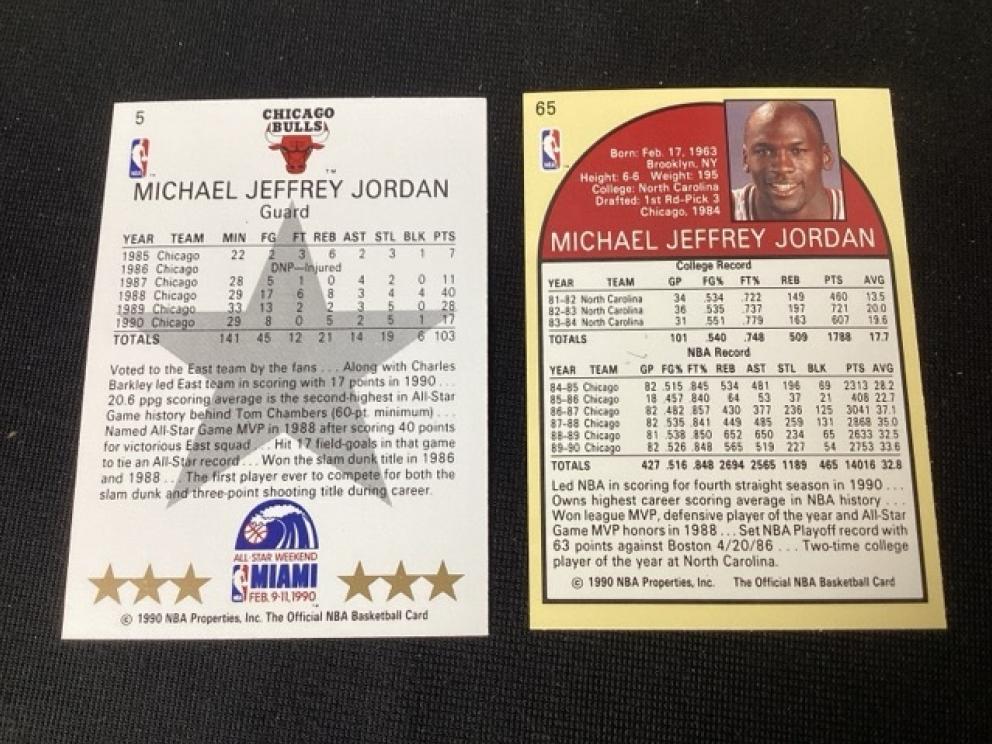 5
CHICAGO
BULLS
NBA
MICHAEL JEFFREY JORDAN
Guard
YEAR TEAM MIN FG FT REB AST STL BLK PTS
1985 Chicago 22 2 3 6 2 3 1 7
1986 Chicago DNP—Injured
1987 Chicago 28 5 1 0 4 2 0 11
1988 Chicago 29 17 6 8 3 4 4 40
1989 Chicago 33 13 2 2 3 5 0 28
1990 Chicago 29 8 0 5 2 5 1 17
TOTALS 141 45 12 21 14 19 6 103
Voted to the East team by the fans . . . Along with Charles
Barkley led East team in scoring with 17 points in 1990 . . .
20.6 ppg scoring average is the second-highest in All-Star
Game history behind Tom Chambers (60-pt. minimum) . . .
Named All-Star Game MVP in 1988 after scoring 40 points
for victorious East squad . . . Hit 17 field-goals in that game
to tie an All-Star record . . . Won the slam dunk title in 1986
and 1988 . . . The first player ever to compete for both the
slam dunk and three-point shooting title during career.
ALL-STAR WEEKEND
NBA
MIAMI
FEB. 9-11, 1990
© 1990 NBA Properties, Inc. The Official NBA Basketball Card
65
NBA
Born: Feb. 17, 1963
Brooklyn, NY
Height: 6-6 Weight: 195
College: North Carolina
Drafted: 1st Rd-Pick 3
Chicago, 1984
MICHAEL JEFFREY JORDAN
College Record
YEAR TEAM GP FG% FT% REB PTS AVG
81-82 North Carolina 34 .534 .722 149 460 13.5
82-83 North Carolina 36 .535 .737 197 721 20.0
83-84 North Carolina 31 .551 .779 163 607 19.6
TOTALS 101 .540 .748 509 1788 17.7
NBA Record
YEAR TEAM GP FG% FT% REB AST STL BLK PTS AVG
84-85 Chicago 82 .515 .845 534 481 196 69 2313 28.2
85-86 Chicago 18 .457 .840 64 53 37 21 408 22.7
86-87 Chicago 82 .482 .857 430 377 236 125 3041 37.1
87-88 Chicago 82 .535 .841 449 485 259 131 2868 35.0
88-89 Chicago 81 .538 .850 652 650 234 65 2633 32.5
89-90 Chicago 82 .526 .848 565 519 227 54 2753 33.6
TOTALS 427 .516 .848 2694 2565 1189 465 14016 32.8
Led NBA in scoring for fourth straight season in 1990 . . .
Owns highest career scoring average in NBA history . . .
Won league MVP, defensive player of the year and All-Star
Game MVP honors in 1988 . . . Set NBA Playoff record with
63 points against Boston 4/20/86 . . . Two-time college
player of the year at North Carolina.
© 1990 NBA Properties, Inc. The Official NBA Basketball Card